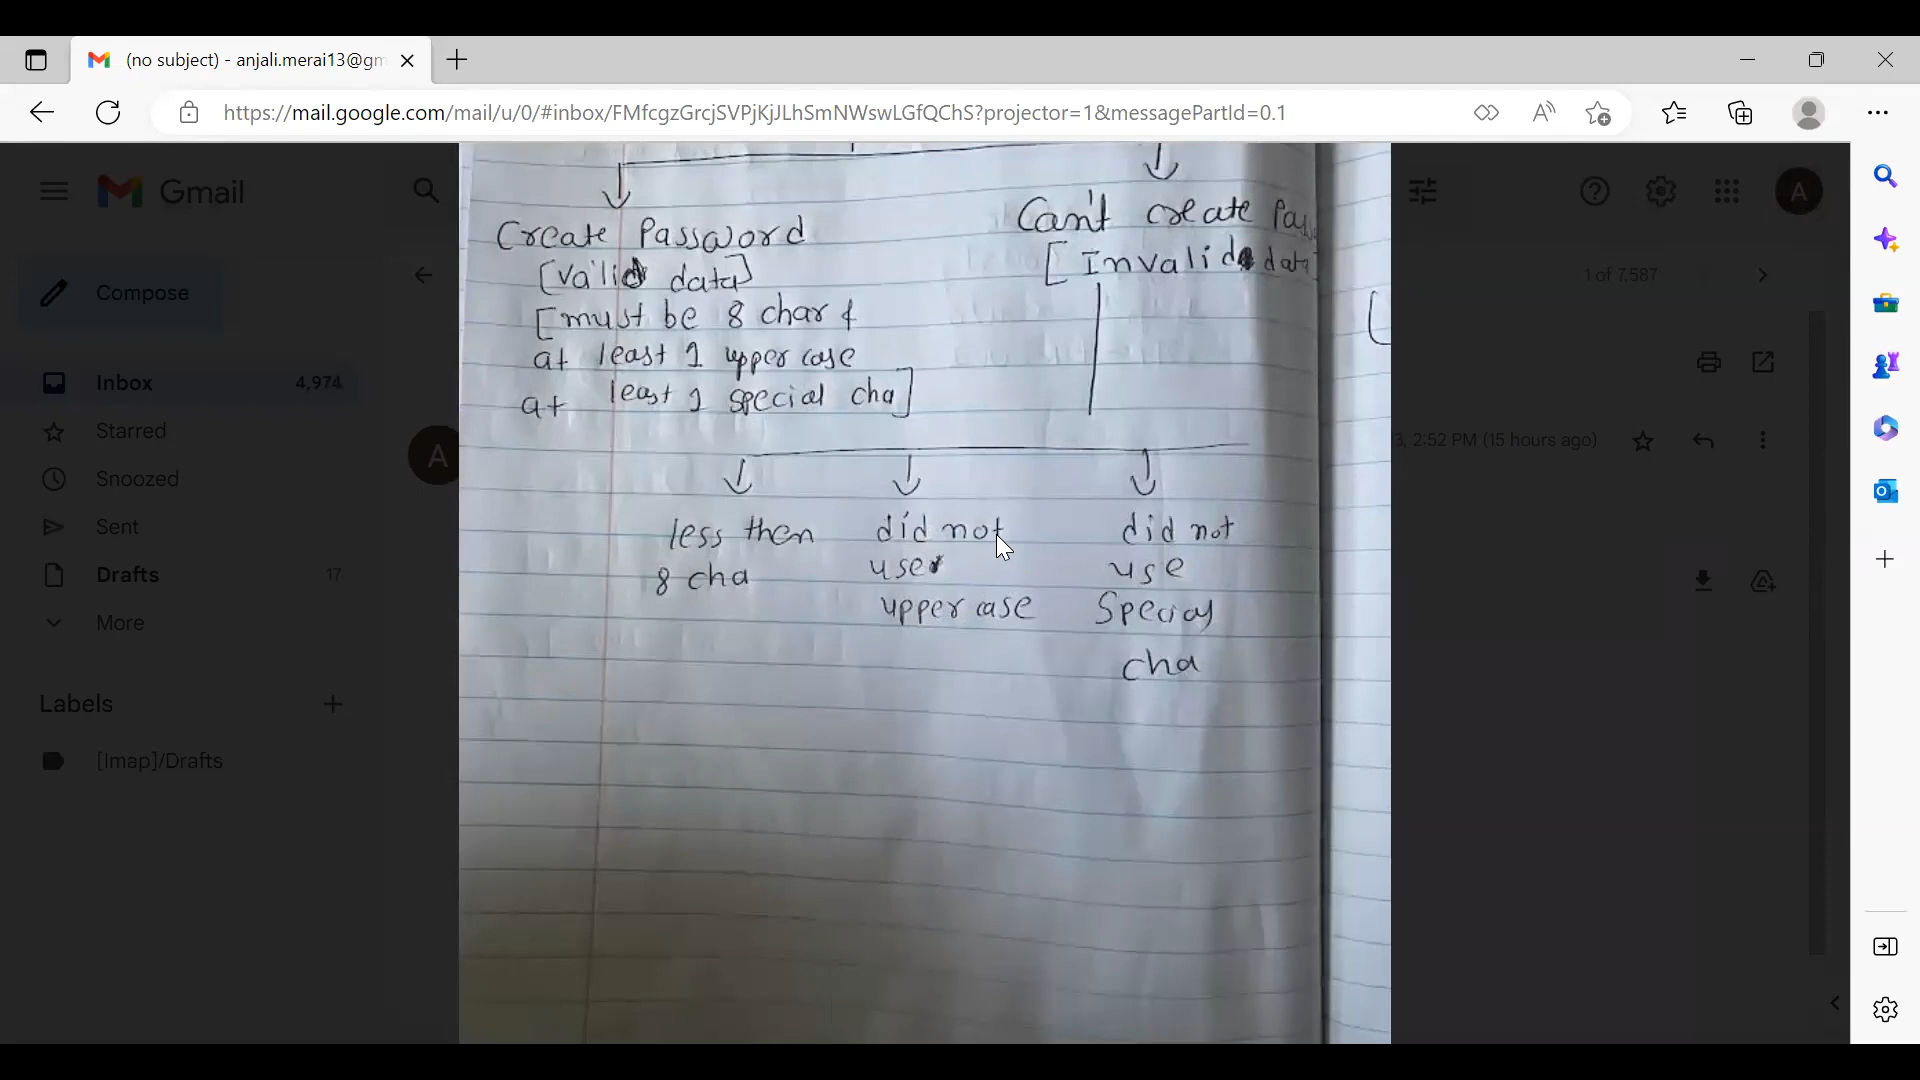 (no subject) - anjali.merai13@gm
https://mail.google.com/mail/u/0/#inbox/FMfcgzGrcjSVPjKjJLhSmNWswLGfQChS?projector=1&messagePartId=0.1
Gmail
A
Compose
1 of 7,587
Inbox 4,974
Starred
3, 2:52 PM (15 hours ago)
A
Snoozed
Sent
Drafts 17
More
Labels
[Imap]/Drafts
Create Password
[Valid data]
[must be 8 char &
at least 1 upper case
at least 1 special cha]
Can't create Pass
[Invalid data]
less then
8 cha
did not
use
upper case
did not
use
Special
cha